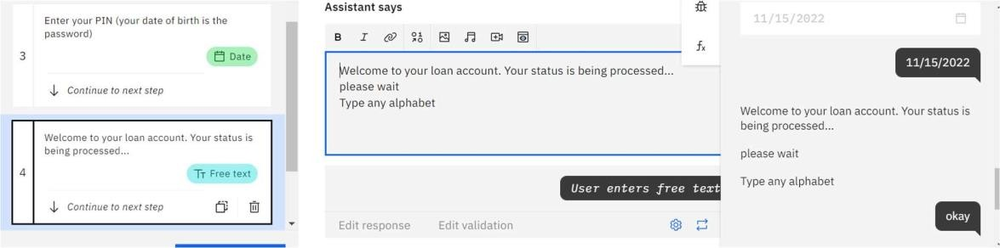 Enter your PIN (your date of birth is the
password)
3
Date
Continue to next step
Welcome to your loan account. Your status is
being processed...
4
Tт Free text
Continue to next step
Assistant says
B I
Welcome to your loan account. Your status is being processed...
please wait
Type any alphabet
User enters free text
Edit response Edit validation
fx
11/15/2022
11/15/2022
Welcome to your loan account. Your status is
being processed...
please wait
Type any alphabet
okay